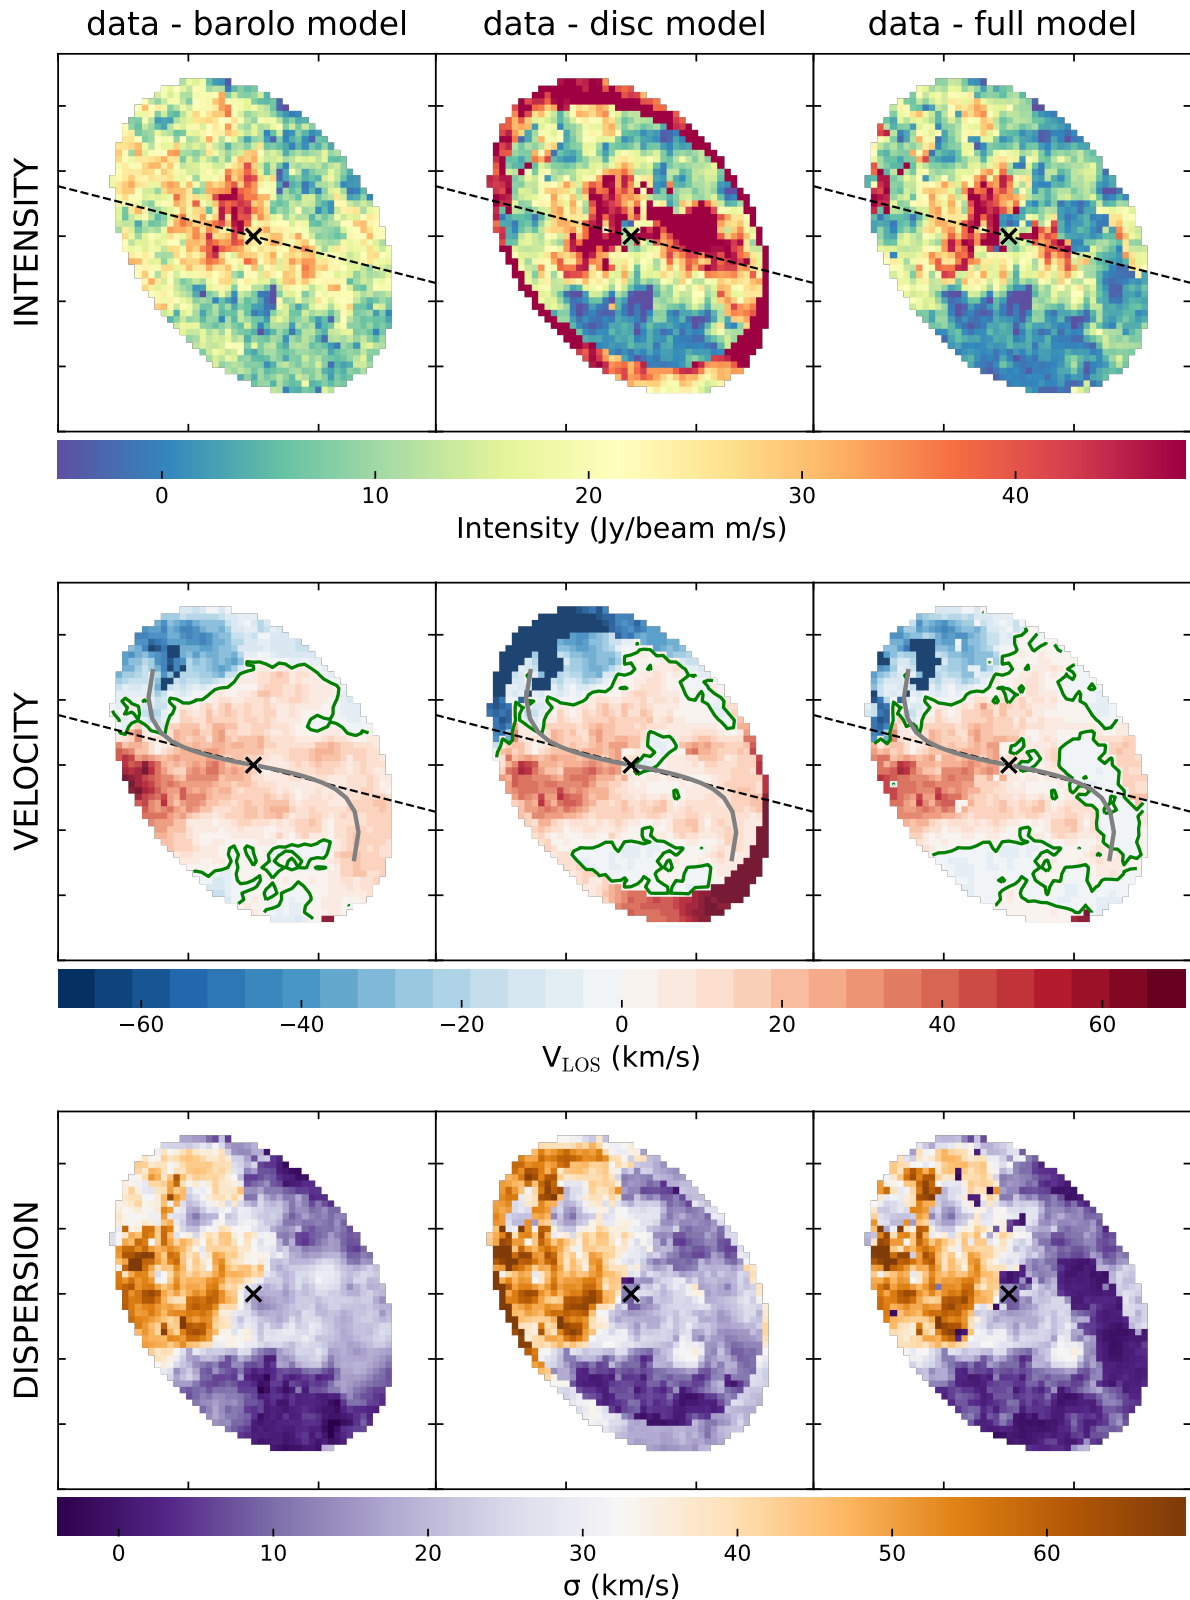 data - barolo model data - disc model data - full model
INTENSITY
0 10 20 30 40
Intensity (Jy/beam m/s)
VELOCITY
−60 −40 −20 0 20 40 60
V_LOS (km/s)
DISPERSION
0 10 20 30 40 50 60
σ (km/s)